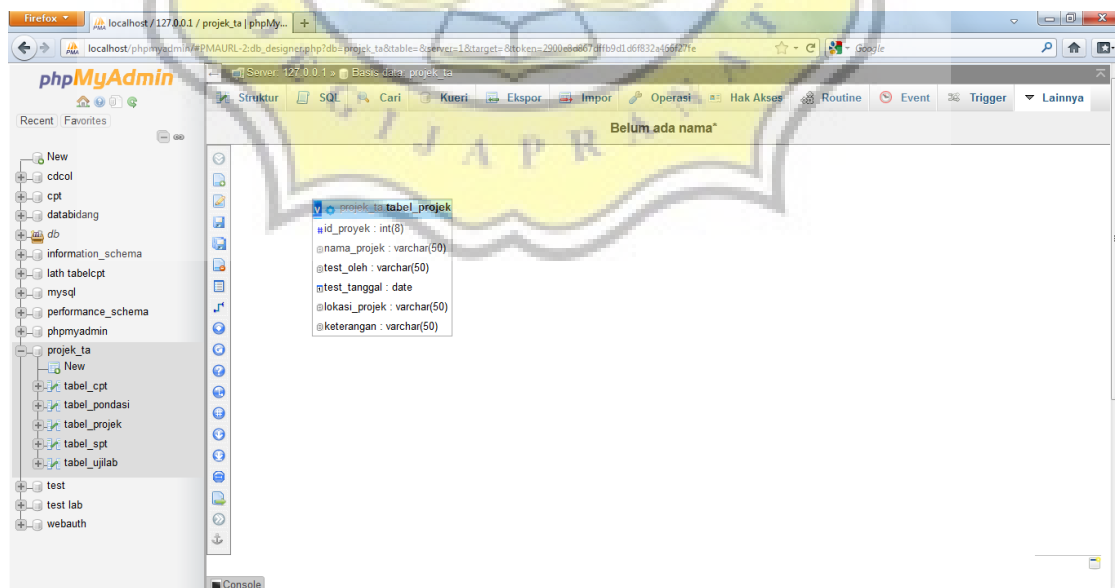 Firefox
localhost / 127.0.0.1 / projek_ta | phpMy...
localhost/phpmyadmin/#PMAURL-2:db_designer.php?db=projek_ta&table=&server=1&target=&token=
Google
phpMyAdmin
Recent Favorites
New
cdcol
cpt
databidang
db
information_schema
lath tabelcpt
mysql
performance_schema
phpmyadmin
projek_ta
New
tabel_cpt
tabel_pondasi
tabel_projek
tabel_spt
tabel_ujilab
test
test lab
webauth
Server: 127.0.0.1 » Basis data: projek_ta
Struktur SQL Cari Kueri Ekspor Impor Operasi Hak Akses Routine Event Trigger Lainnya
Belum ada nama*
IJAPRA
v projek_ta.tabel_projek
#id_proyek : int(8)
nama_projek : varchar(50)
test_oleh : varchar(50)
test_tanggal : date
lokasi_projek : varchar(50)
keterangan : varchar(50)
Console